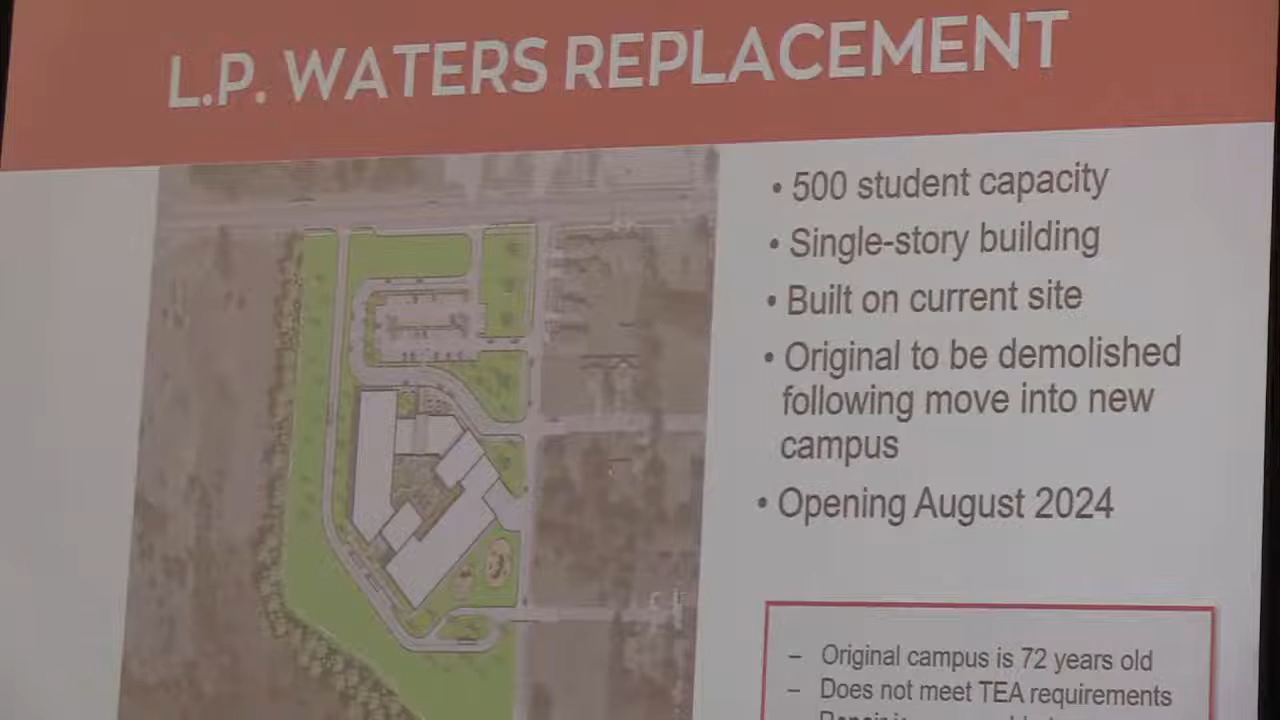 L.P. WATERS REPLACEMENT
• 500 student capacity
• Single-story building
• Built on current site
• Original to be demolished
following move into new
campus
• Opening August 2024
– Original campus is 72 years old
– Does not meet TEA requirements